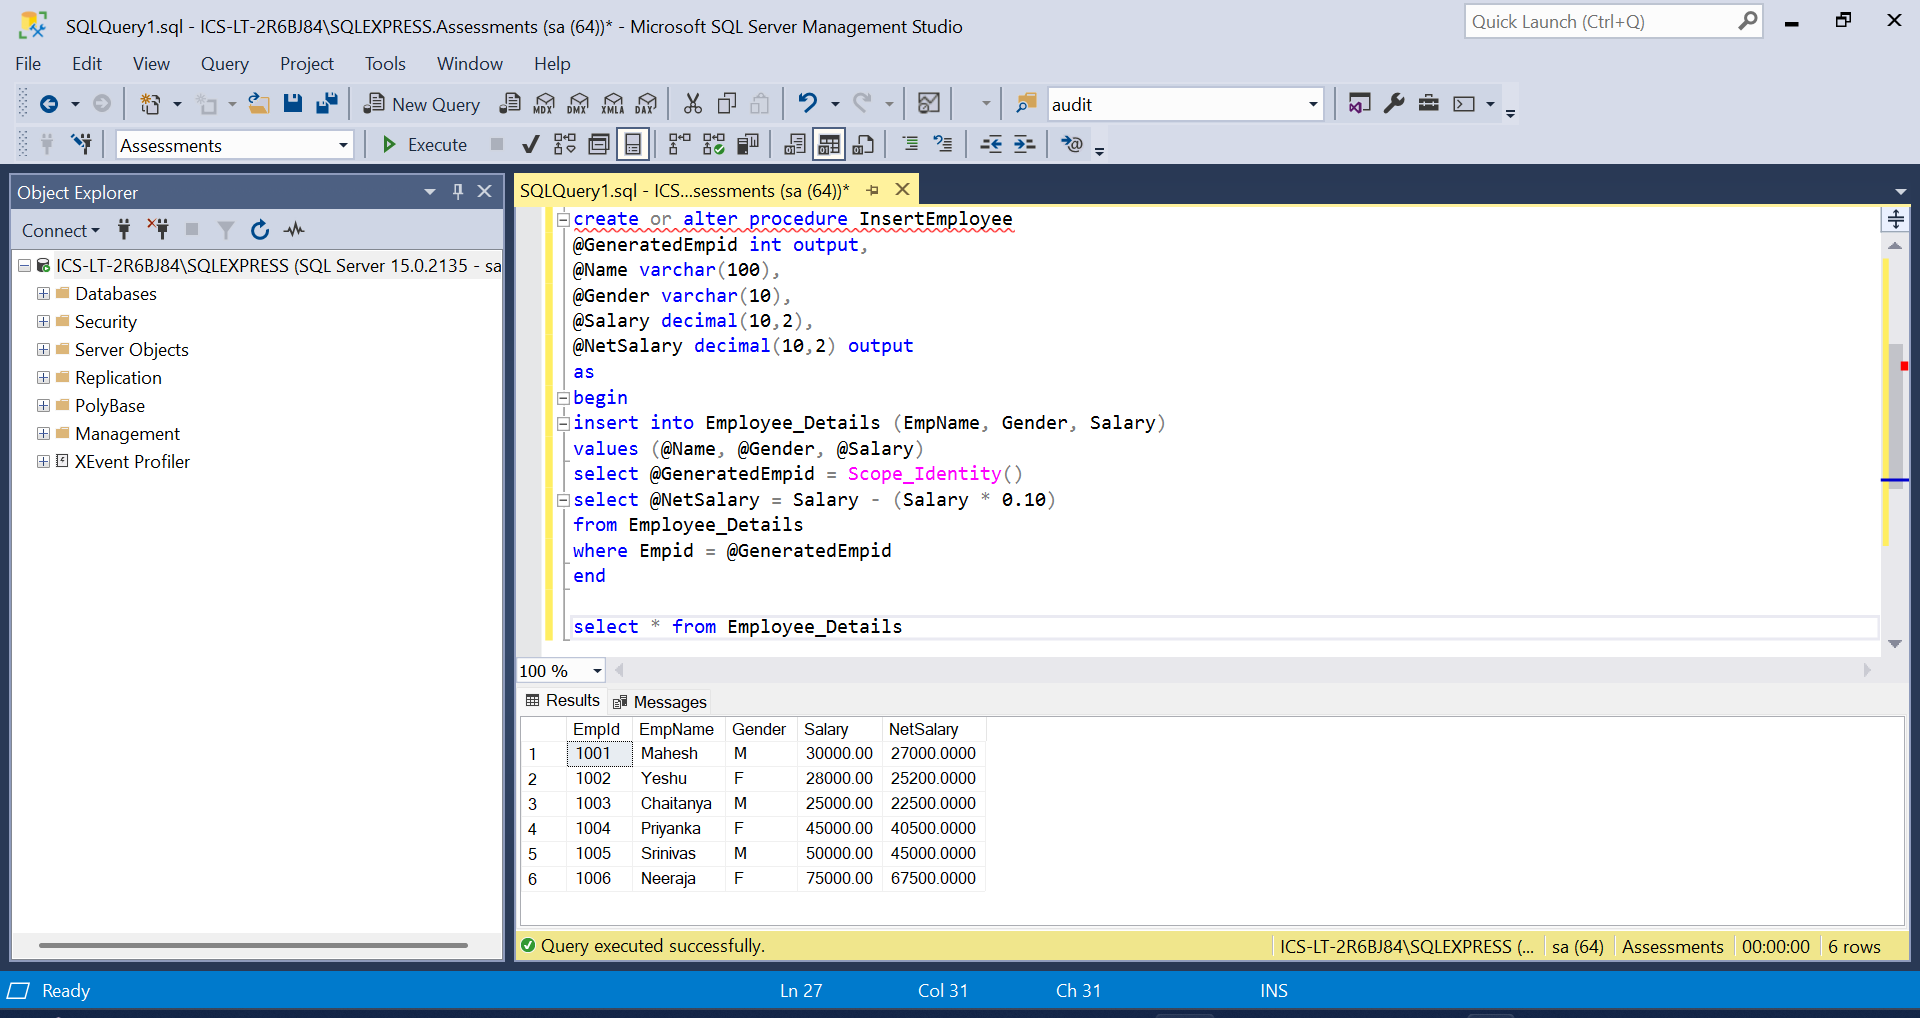 SQLQuery1.sql - ICS-LT-2R6BJ84\SQLEXPRESS.Assessments (sa (64))* - Microsoft SQL Server Management Studio
Quick Launch (Ctrl+Q)
File Edit View Query Project Tools Window Help
New Query MDX DMX XMLA DAX audit
Assessments Execute
Object Explorer
Connect
ICS-LT-2R6BJ84\SQLEXPRESS (SQL Server 15.0.2135 - sa
Databases
Security
Server Objects
Replication
PolyBase
Management
XEvent Profiler
SQLQuery1.sql - ICS...sessments (sa (64))*
create or alter procedure InsertEmployee
@GeneratedEmpid int output,
@Name varchar(100),
@Gender varchar(10),
@Salary decimal(10,2),
@NetSalary decimal(10,2) output
as
begin
insert into Employee_Details (EmpName, Gender, Salary)
values (@Name, @Gender, @Salary)
select @GeneratedEmpid = Scope_Identity()
select @NetSalary = Salary - (Salary * 0.10)
from Employee_Details
where Empid = @GeneratedEmpid
end
select * from Employee_Details
100 %
Results Messages
EmpId EmpName Gender Salary NetSalary
1 1001 Mahesh M 30000.00 27000.0000
2 1002 Yeshu F 28000.00 25200.0000
3 1003 Chaitanya M 25000.00 22500.0000
4 1004 Priyanka F 45000.00 40500.0000
5 1005 Srinivas M 50000.00 45000.0000
6 1006 Neeraja F 75000.00 67500.0000
Query executed successfully. ICS-LT-2R6BJ84\SQLEXPRESS (... sa (64) Assessments 00:00:00 6 rows
Ready Ln 27 Col 31 Ch 31 INS